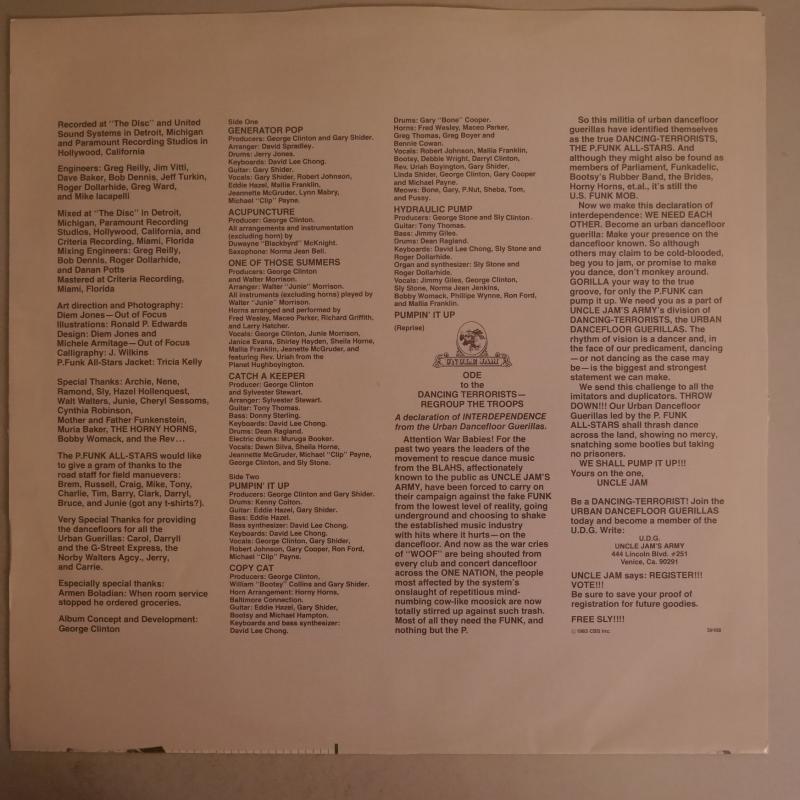 Recorded at "The Disc" and United
Sound Systems in Detroit, Michigan
and Paramount Recording Studios in
Hollywood, California
Engineers: Greg Reilly, Jim Vitti,
Dave Baker, Bob Dennis, Jeff Turkin,
Roger Dollarhide, Greg Ward,
and Mike Iacapelli
Mixed at "The Disc" in Detroit,
Michigan, Paramount Recording
Studios, Hollywood, California, and
Criteria Recording, Miami, Florida
Mixing Engineers: Greg Reilly,
Bob Dennis, Roger Dollarhide,
and Danan Potts
Mastered at Criteria Recording,
Miami, Florida
Art direction and Photography:
Diem Jones—Out of Focus
Illustrations: Ronald P. Edwards
Design: Diem Jones and
Michele Armitage—Out of Focus
Calligraphy: J. Wilkins
P.Funk All-Stars Jacket: Tricia Kelly
Special Thanks: Archie, Nene,
Ramond, Sly, Hazel Hollenquest,
Walt Walters, Junie, Cheryl Sessoms,
Cynthia Robinson,
Mother and Father Funkenstein,
Muria Baker, THE HORNY HORNS,
Bobby Womack, and the Rev...
The P.FUNK ALL-STARS would like
to give a gram of thanks to the
road staff for field manuevers:
Brem, Russell, Craig, Mike, Tony,
Charlie, Tim, Barry, Clark, Darryl,
Bruce, and Junie (got any t-shirts?).
Very Special Thanks for providing
the dancefloors for all the
Urban Guerillas: Carol, Darryll
and the G-Street Express, the
Norby Walters Agcy., Jerry,
and Carrie.
Especially special thanks:
Armen Boladian: When room service
stopped he ordered groceries.
Album Concept and Development:
George Clinton
Side One
GENERATOR POP
Producers: George Clinton and Gary Shider.
Arranger: David Spradley.
Drums: Jerry Jones.
Keyboards: David Lee Chong.
Guitar: Gary Shider.
Vocals: Gary Shider, Robert Johnson,
Eddie Hazel, Mallia Franklin,
Jeannette McGruder, Lynn Mabry,
Michael "Clip" Payne.
ACUPUNCTURE
Producer: George Clinton.
All arrangements and instrumentation
(excluding horn) by
Duwayne "Blackbyrd" McKnight.
Saxophone: Norma Jean Bell.
ONE OF THOSE SUMMERS
Producers: George Clinton
and Walter Morrison.
Arranger: Walter "Junie" Morrison.
All instruments (excluding horns) played by
Walter "Junie" Morrison.
Horns arranged and performed by
Fred Wesley, Maceo Parker, Richard Griffith,
and Larry Hatcher.
Vocals: George Clinton, Junie Morrison,
Janice Evans, Shirley Hayden, Sheila Horne,
Mallia Franklin, Jeanette McGruder, and
featuring Rev. Uriah from the
Planet Hughboyington.
CATCH A KEEPER
Producer: George Clinton
and Sylvester Stewart.
Arranger: Sylvester Stewart.
Guitar: Tony Thomas.
Bass: Donny Sterling.
Keyboards: David Lee Chong.
Drums: Dean Ragland.
Electric drums: Muruga Booker.
Vocals: Dawn Silva, Sheila Horne,
Jeannette McGruder, Michael "Clip" Payne,
George Clinton, and Sly Stone.
Side Two
PUMPIN' IT UP
Producers: George Clinton and Gary Shider.
Drums: Kenny Colton.
Guitar: Eddie Hazel, Gary Shider.
Bass: Eddie Hazel.
Bass synthesizer: David Lee Chong.
Keyboards: David Lee Chong.
Vocals: George Clinton, Gary Shider,
Robert Johnson, Gary Cooper, Ron Ford,
Michael "Clip" Payne.
COPY CAT
Producers: George Clinton,
William "Bootsy" Collins and Gary Shider.
Horn Arrangement: Horny Horns,
Baltimore Connection.
Guitar: Eddie Hazel, Gary Shider,
Bootsy and Michael Hampton.
Keyboards and bass synthesizer:
David Lee Chong.
Drums: Gary "Bone" Cooper.
Horns: Fred Wesley, Maceo Parker,
Greg Thomas, Greg Boyer and
Bennie Cowan.
Vocals: Robert Johnson, Mallia Franklin,
Bootsy, Debbie Wright, Darryl Clinton,
Rev. Uriah Boyington, Gary Shider,
Linda Shider, George Clinton, Gary Cooper
and Michael Payne.
Meows: Bone, Gary, P.Nut, Sheba, Tom,
and Pussy.
HYDRAULIC PUMP
Producers: George Stone and Sly Clinton.
Guitar: Tony Thomas.
Bass: Jimmy Giles.
Drums: Dean Ragland.
Keyboards: David Lee Chong, Sly Stone and
Roger Dollarhide.
Organ and synthesizer: Sly Stone and
Roger Dollarhide.
Vocals: Jimmy Giles, George Clinton,
Sly Stone, Norma Jean Jenkins,
Bobby Womack, Phillipe Wynne, Ron Ford,
and Mallia Franklin.
PUMPIN' IT UP
(Reprise)
UNCLE JAM
ODE
to the
DANCING TERRORISTS—
REGROUP THE TROOPS
A declaration of INTERDEPENDENCE
from the Urban Dancefloor Guerillas.
Attention War Babies! For the
past two years the leaders of the
movement to rescue dance music
from the BLAHS, affectionately
known to the public as UNCLE JAM'S
ARMY, have been forced to carry on
their campaign against the fake FUNK
from the lowest level of reality, going
underground and choosing to shake
the established music industry
with hits where it hurts—on the
dancefloor. And now as the war cries
of "WOOF" are being shouted from
every club and concert dancefloor
across the ONE NATION, the people
most affected by the system's
onslaught of repetitious mind-
numbing cow-like moosick are now
totally stirred up against such trash.
Most of all they need the FUNK, and
nothing but the P.
So this militia of urban dancefloor
guerillas have identified themselves
as the true DANCING-TERRORISTS,
THE P.FUNK ALL-STARS. And
although they might also be found as
members of Parliament, Funkadelic,
Bootsy's Rubber Band, the Brides,
Horny Horns, et.al., it's still the
U.S. FUNK MOB.
Now we make this declaration of
interdependence: WE NEED EACH
OTHER. Become an urban dancefloor
guerilla: Make your presence on the
dancefloor known. So although
others may claim to be cold-blooded,
beg you to jam, or promise to make
you dance, don't monkey around.
GORILLA your way to the true
groove, for only the P.FUNK can
pump it up. We need you as a part of
UNCLE JAM'S ARMY'S division of
DANCING-TERRORISTS, the URBAN
DANCEFLOOR GUERILLAS. The
rhythm of vision is a dancer and, in
the face of our predicament, dancing
—or not dancing as the case may
be—is the biggest and strongest
statement we can make.
We send this challenge to all the
imitators and duplicators. THROW
DOWN!!! Our Urban Dancefloor
Guerillas led by the P. FUNK
ALL-STARS shall thrash dance
across the land, showing no mercy,
snatching some booties but taking
no prisoners.
WE SHALL PUMP IT UP!!!
Yours on the one,
UNCLE JAM
Be a DANCING-TERRORIST! Join the
URBAN DANCEFLOOR GUERILLAS
today and become a member of the
U.D.G. Write:
U.D.G.
UNCLE JAM'S ARMY
444 Lincoln Blvd. #251
Venice, Ca. 90291
UNCLE JAM says: REGISTER!!!
VOTE!!!
Be sure to save your proof of
registration for future goodies.
FREE SLY!!!!
© 1983 CBS Inc.